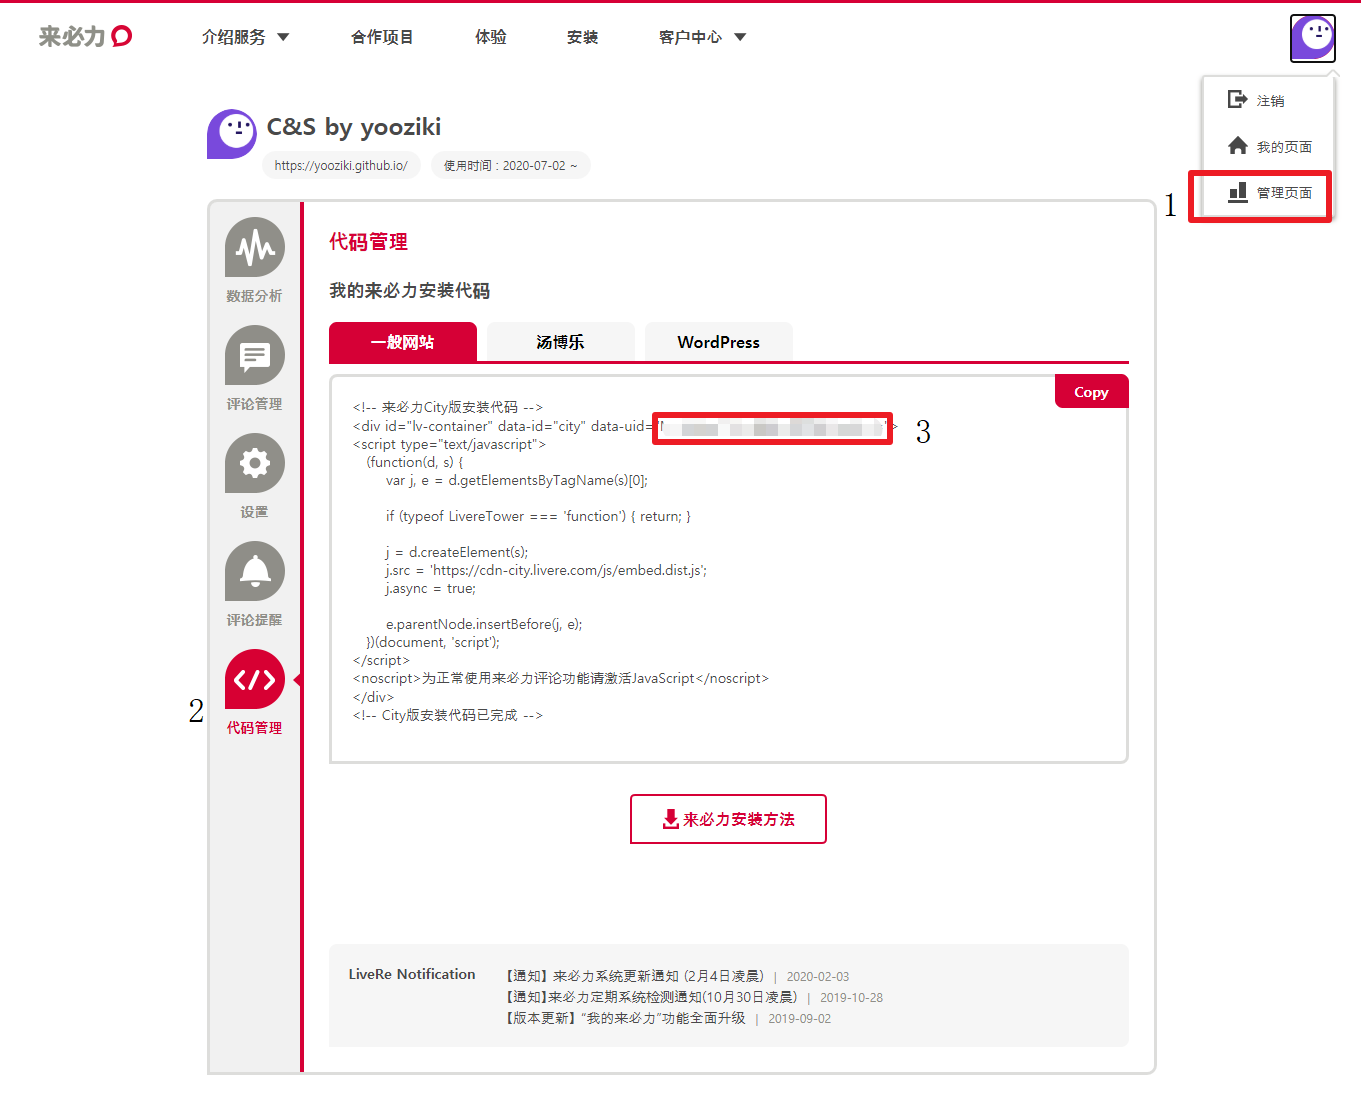 来必力
介绍服务 合作项目 体验 安装 客户中心
注销
我的页面
管理页面
1
C&S by yooziki
https://yooziki.github.io/ 使用时间 : 2020-07-02 ~
数据分析
评论管理
设置
评论提醒
2
代码管理
代码管理
我的来必力安装代码
一般网站 汤博乐 WordPress
Copy
<!-- 来必力City版安装代码 -->
<div id="lv-container" data-id="city" data-uid=
3
<script type="text/javascript">
(function(d, s) {
var j, e = d.getElementsByTagName(s)[0];
if (typeof LivereTower === 'function') { return; }
j = d.createElement(s);
j.src = 'https://cdn-city.livere.com/js/embed.dist.js';
j.async = true;
e.parentNode.insertBefore(j, e);
})(document, 'script');
</script>
<noscript>为正常使用来必力评论功能请激活JavaScript</noscript>
</div>
<!-- City版安装代码已完成 -->
来必力安装方法
LiveRe Notification
【通知】 来必力系统更新通知 (2月4日凌晨) | 2020-02-03
【通知】来必力定期系统检测通知(10月30日凌晨) | 2019-10-28
【版本更新】 “我的来必力”功能全面升级 | 2019-09-02